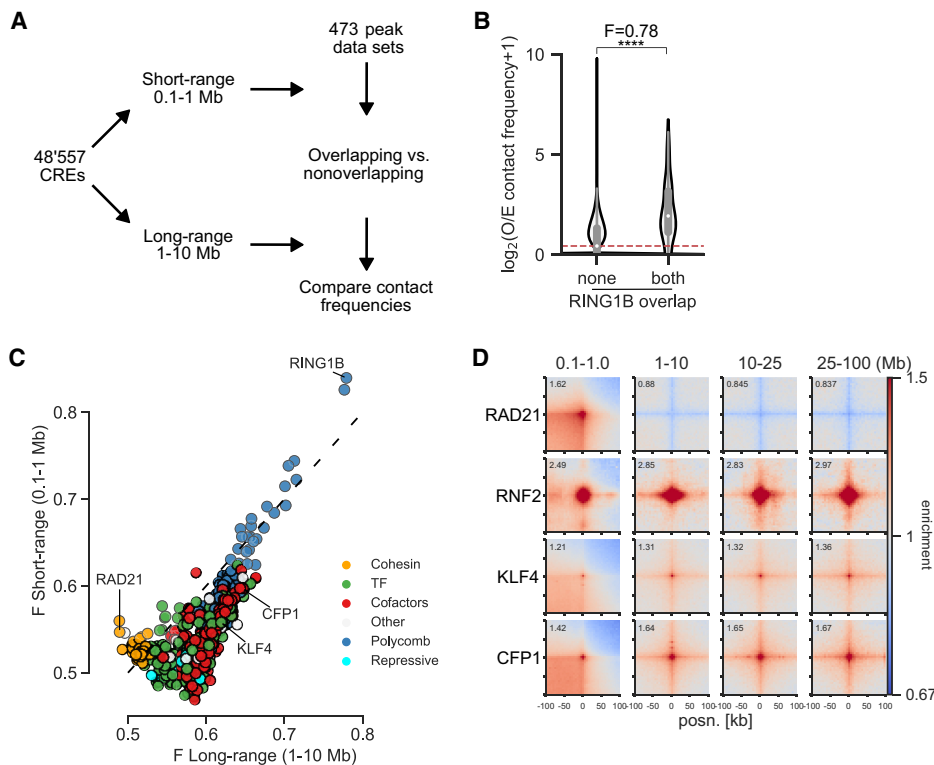 A
473 peak
data sets
Short-range
0.1-1 Mb
48'557
CREs
Overlapping vs.
nonoverlapping
Long-range
1-10 Mb
Compare contact
frequencies
B
F=0.78
****
log2(O/E contact frequency+1)
10
5
0
none both
RING1B overlap
C
RING1B
F Short-range (0.1-1 Mb)
0.8
0.7
0.6
0.5
RAD21
CFP1
KLF4
Cohesin
TF
Cofactors
Other
Polycomb
Repressive
0.5 0.6 0.7 0.8
F Long-range (1-10 Mb)
D
0.1-1.0 1-10 10-25 25-100 (Mb)
RAD21
1.62 0.88 0.845 0.837
RNF2
2.49 2.85 2.83 2.97
KLF4
1.21 1.31 1.32 1.36
CFP1
1.42 1.64 1.65 1.67
-100 -50 0 50 100 -100 -50 0 50 100 -100 -50 0 50 100 -100 -50 0 50 100
posn. [kb]
1.5
1
0.67
enrichment